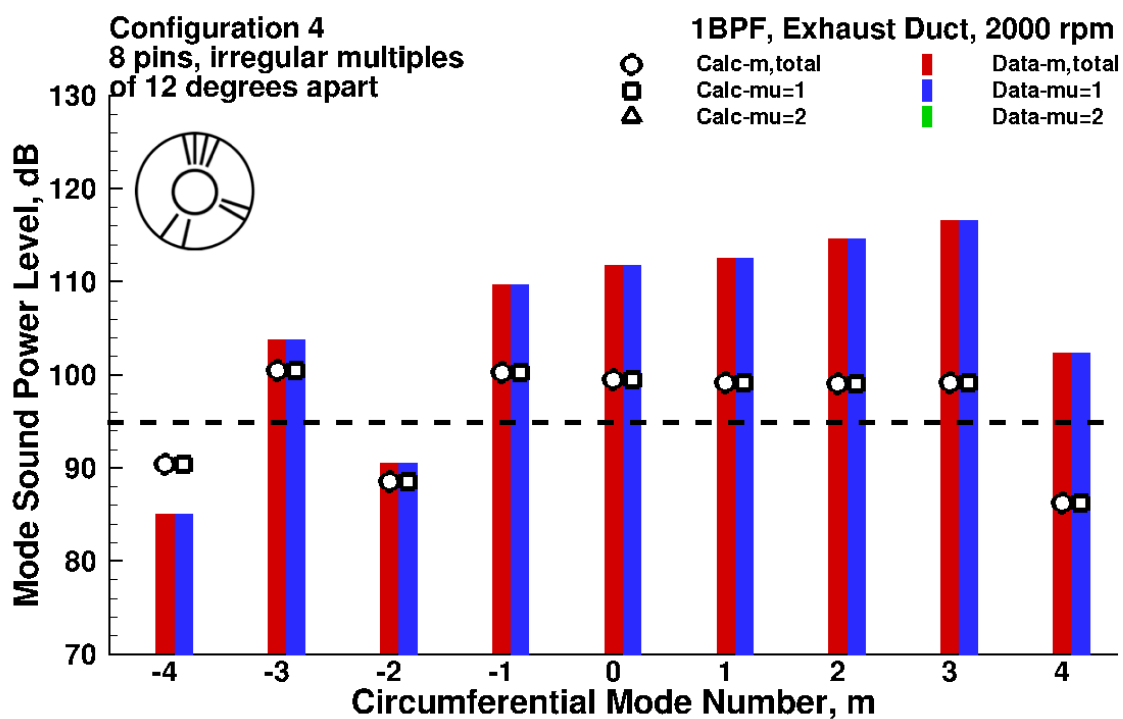 Configuration 4
8 pins, irregular multiples
of 12 degrees apart
1BPF, Exhaust Duct, 2000 rpm
Calc-m,total
Data-m,total
Calc-mu=1
Data-mu=1
Calc-mu=2
Data-mu=2
Mode Sound Power Level, dB
130
120
110
100
90
80
70
-4 -3 -2 -1 0 1 2 3 4
Circumferential Mode Number, m